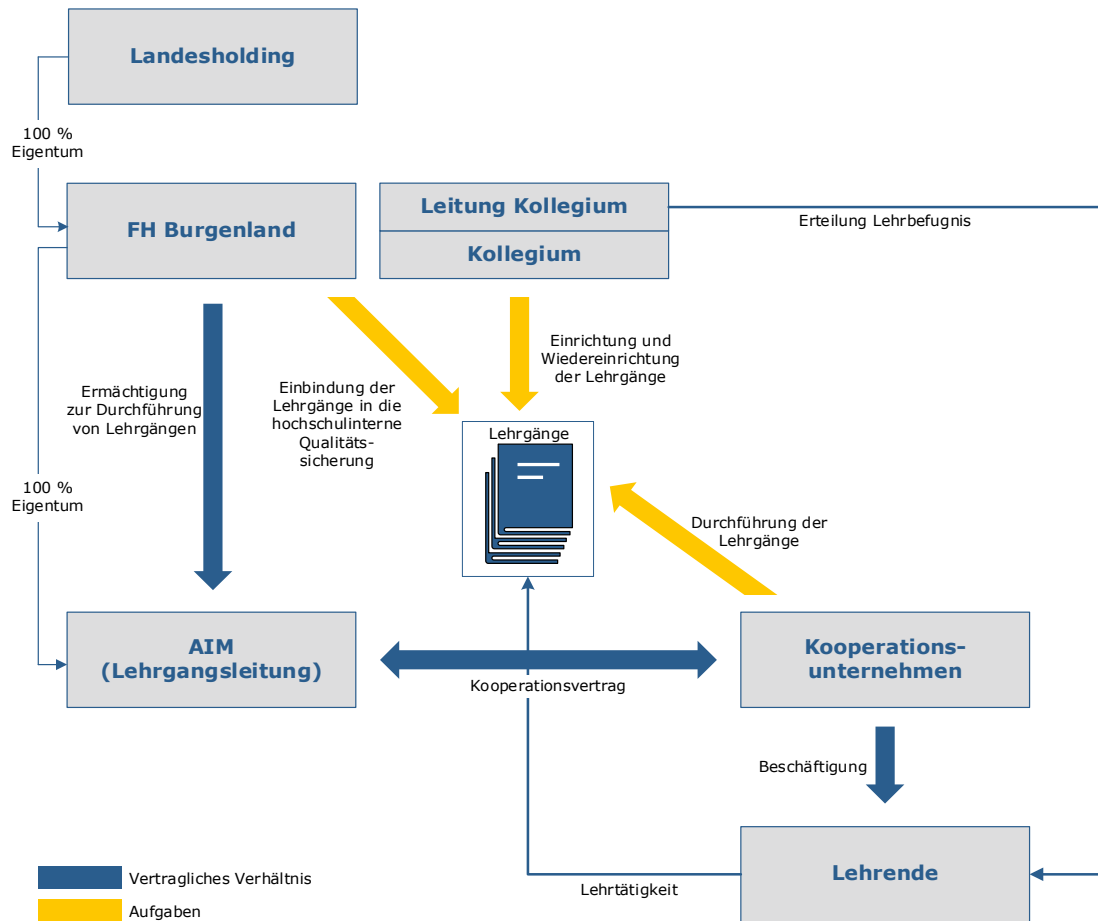 Landesholding
100 %
Eigentum
FH Burgenland
Leitung Kollegium
Kollegium
Erteilung Lehrbefugnis
Ermächtigung
zur Durchführung
von Lehrgängen
Einbindung der
Lehrgänge in die
hochschulinterne
Qualitäts-
sicherung
Einrichtung und
Wiedereinrichtung
der Lehrgänge
Lehrgänge
100 %
Eigentum
Durchführung der
Lehrgänge
AIM
(Lehrgangsleitung)
Kooperationsvertrag
Kooperations-
unternehmen
Beschäftigung
Lehrende
Lehrtätigkeit
Vertragliches Verhältnis
Aufgaben